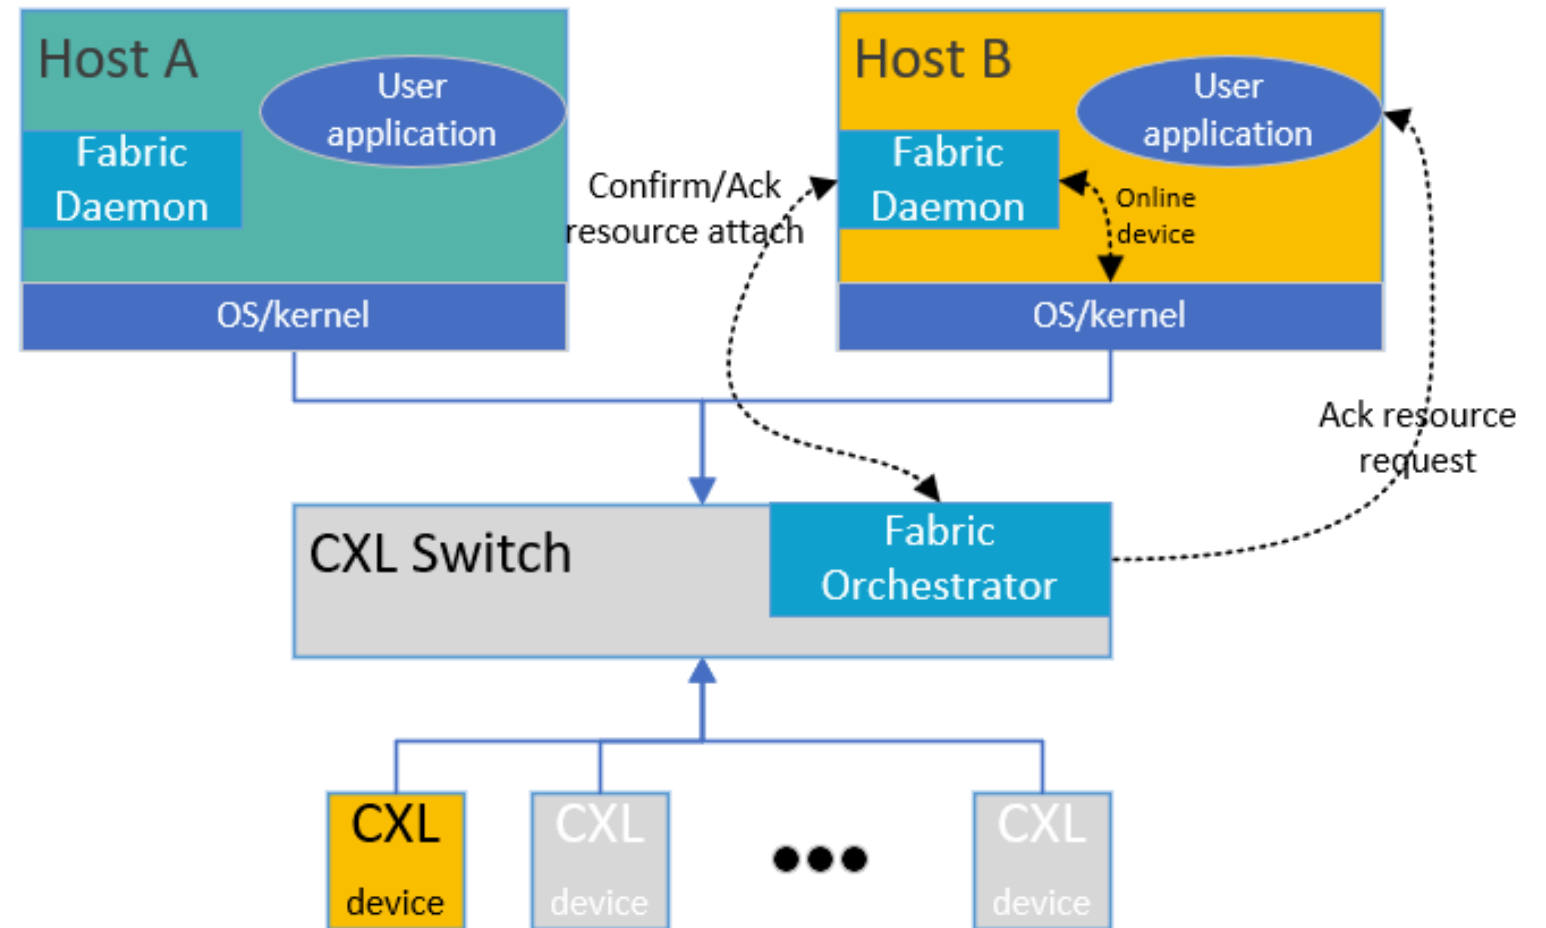 Host A
User
application
Fabric
Daemon
OS/kernel
Confirm/Ack
resource attach
Host B
User
application
Fabric
Daemon
Online
device
OS/kernel
Ack resource
request
CXL Switch
Fabric
Orchestrator
CXL
device
CXL
device
CXL
device